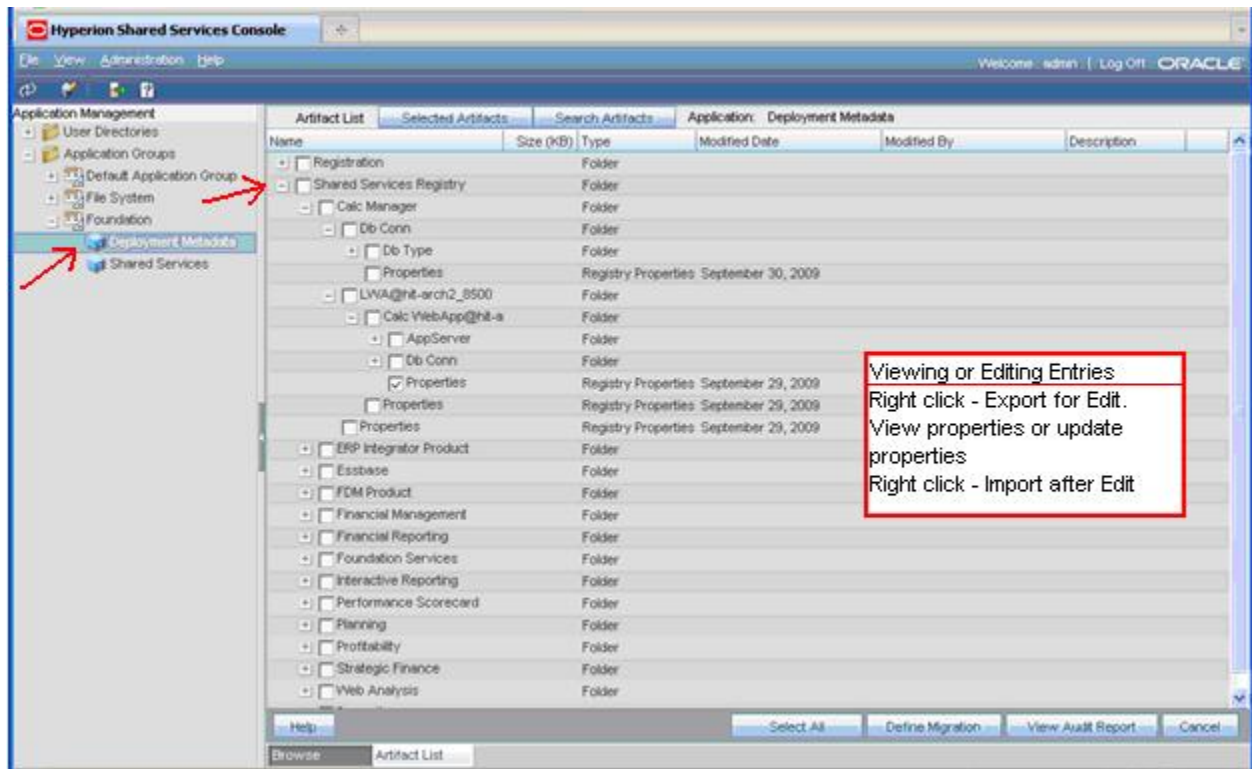 Hyperion Shared Services Console
File View Administration Help
Welcome: admin | Log Off ORACLE
Application Management
User Directories
Application Groups
Default Application Group
File System
Foundation
Deployment Metadata
Shared Services
Artifact List Selected Artifacts Search Artifacts Application: Deployment Metadata
Name Size (KB) Type Modified Date Modified By Description
Registration Folder
Shared Services Registry Folder
Calc Manager Folder
Db Conn Folder
Db Type Folder
Properties Registry Properties September 30, 2009
LWA@hit-arch2_8500 Folder
Calc WebApp@hit-a Folder
AppServer Folder
Db Conn Folder
Properties Registry Properties September 29, 2009
Properties Registry Properties September 29, 2009
Properties Registry Properties September 29, 2009
ERP Integrator Product Folder
Essbase Folder
FDM Product Folder
Financial Management Folder
Financial Reporting Folder
Foundation Services Folder
Interactive Reporting Folder
Performance Scorecard Folder
Planning Folder
Profitability Folder
Strategic Finance Folder
Web Analysis Folder
Viewing or Editing Entries
Right click - Export for Edit.
View properties or update
properties
Right click - Import after Edit
Help Select All Define Migration View Audit Report Cancel
Browse Artifact List